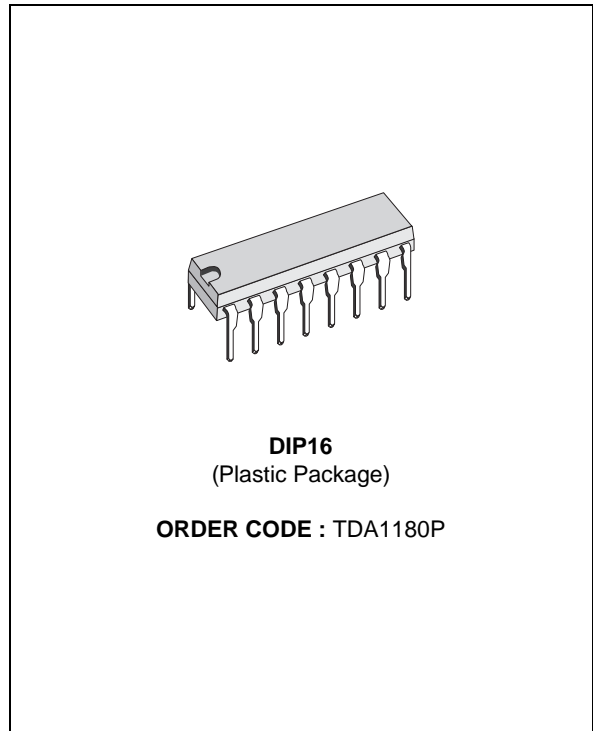 DIP16
(Plastic Package)
ORDER CODE : TDA1180P